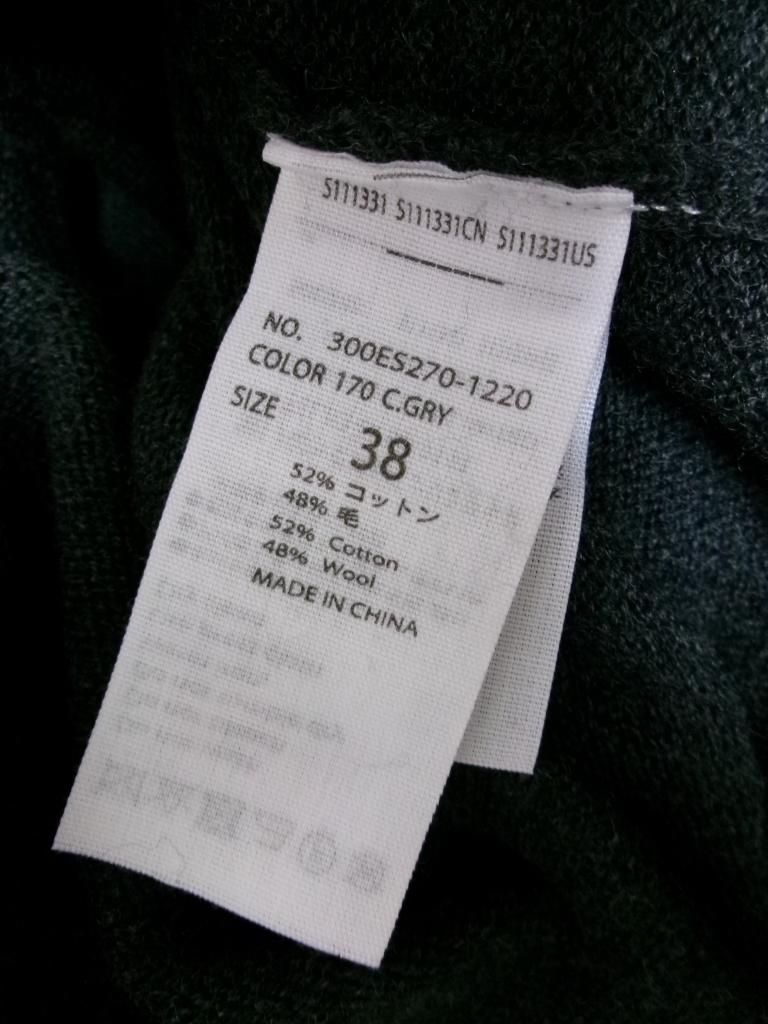 S111331 S111331CN S111331US
NO. 300ES270-1220
COLOR 170 C.GRY
SIZE
38
52% コットン
48% 毛
52% Cotton
48% Wool
MADE IN CHINA